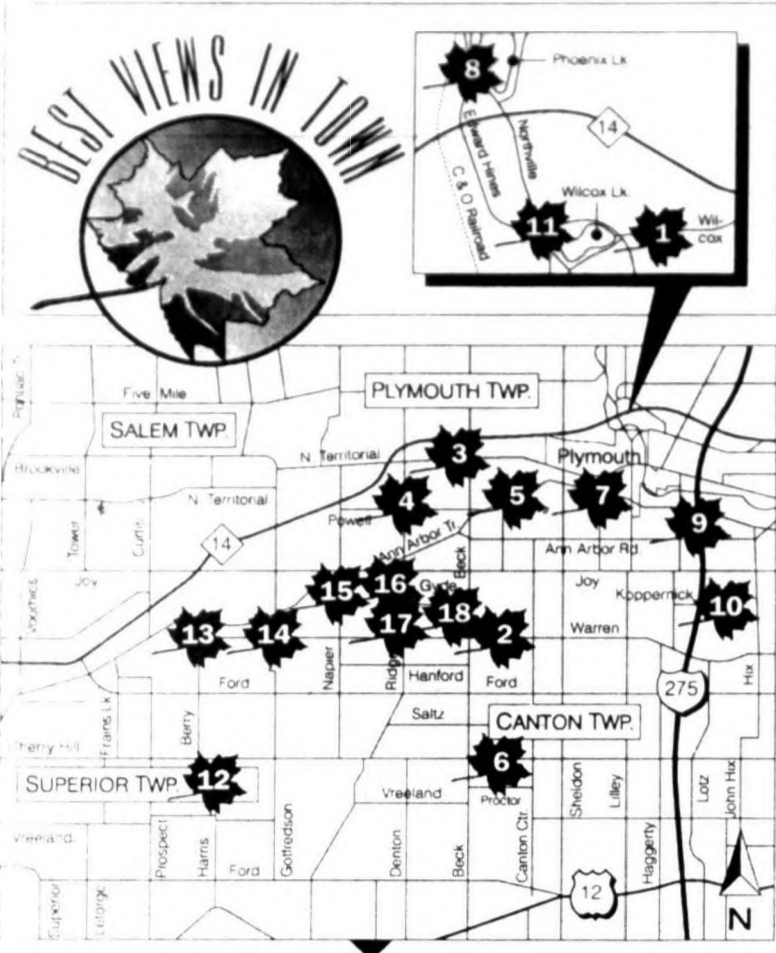 BEST VIEWS IN TOWN
8
Phoenix Lk
14
Edward Hines
Northville
C & O Railroad
Wilcox Lk.
11
1
Wil-
cox
Five Mile
PLYMOUTH TWP.
SALEM TWP.
N. Territorial
3
Plymouth
Brookville
N. Territorial
4
5
7
Powell
9
Tower
Curtis
14
Ann Arbor Tr.
Beck
Ann Arbor Rd.
Voorhies
Joy
15
16
Gyde
Joy
Koppernick
10
13
14
17
18
2
Warren
Napier
Ridge
Hanford
Ford
Ford
275
Hix
Frains Lk
Berry
Saltz
CANTON TWP.
Cherry Hill
SUPERIOR TWP.
12
6
Vreeland
Proctor
Sheldon
Lilley
Lotz
John Hix
Vreeland
Prospect
Harris
Ford
Gotfredson
Denton
Beck
Canton Ctr.
Haggerty
12
Superior
Leforge
N